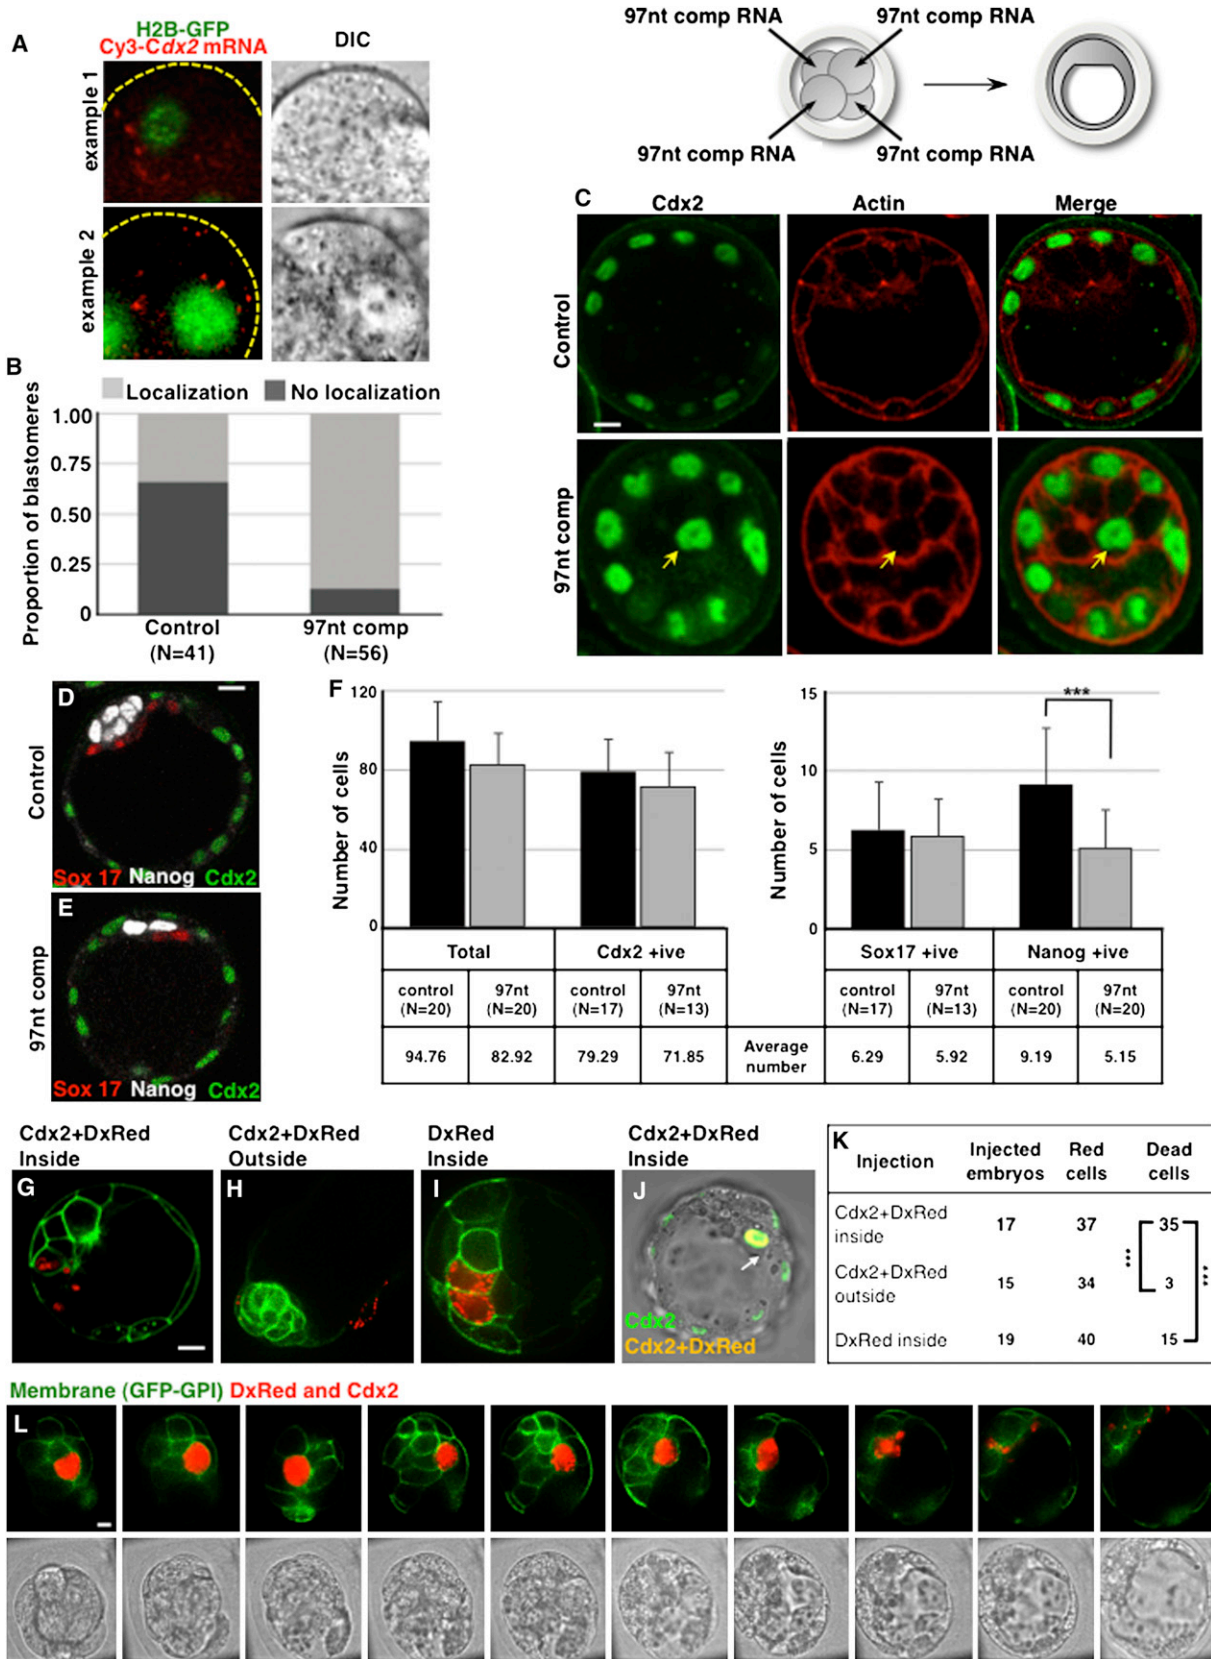 A
H2B-GFP
Cy3-Cdx2 mRNA
DIC
example 1
example 2
97nt comp RNA
97nt comp RNA
97nt comp RNA
97nt comp RNA
B
Localization
No localization
Proportion of blastomeres
1.00
0.75
0.50
0.25
0
Control
(N=41)
97nt comp
(N=56)
C
Cdx2
Actin
Merge
Control
97nt comp
D
Control
Sox 17 Nanog Cdx2
E
97nt comp
Sox 17 Nanog Cdx2
F
Number of cells
120
80
40
0
Number of cells
15
10
5
0
***
Total
Cdx2 +ive
Sox17 +ive
Nanog +ive
control
(N=20)
97nt
(N=20)
control
(N=17)
97nt
(N=13)
control
(N=17)
97nt
(N=13)
control
(N=20)
97nt
(N=20)
94.76
82.92
79.29
71.85
Average
number
6.29
5.92
9.19
5.15
Cdx2+DxRed
Inside
G
Cdx2+DxRed
Outside
H
DxRed
Inside
I
Cdx2+DxRed
Inside
J
Cdx2
Cdx2+DxRed
K
Injection
Injected
embryos
Red
cells
Dead
cells
Cdx2+DxRed
inside
17
37
35
Cdx2+DxRed
outside
15
34
3
DxRed inside
19
40
15
***
***
Membrane (GFP-GPI) DxRed and Cdx2
L